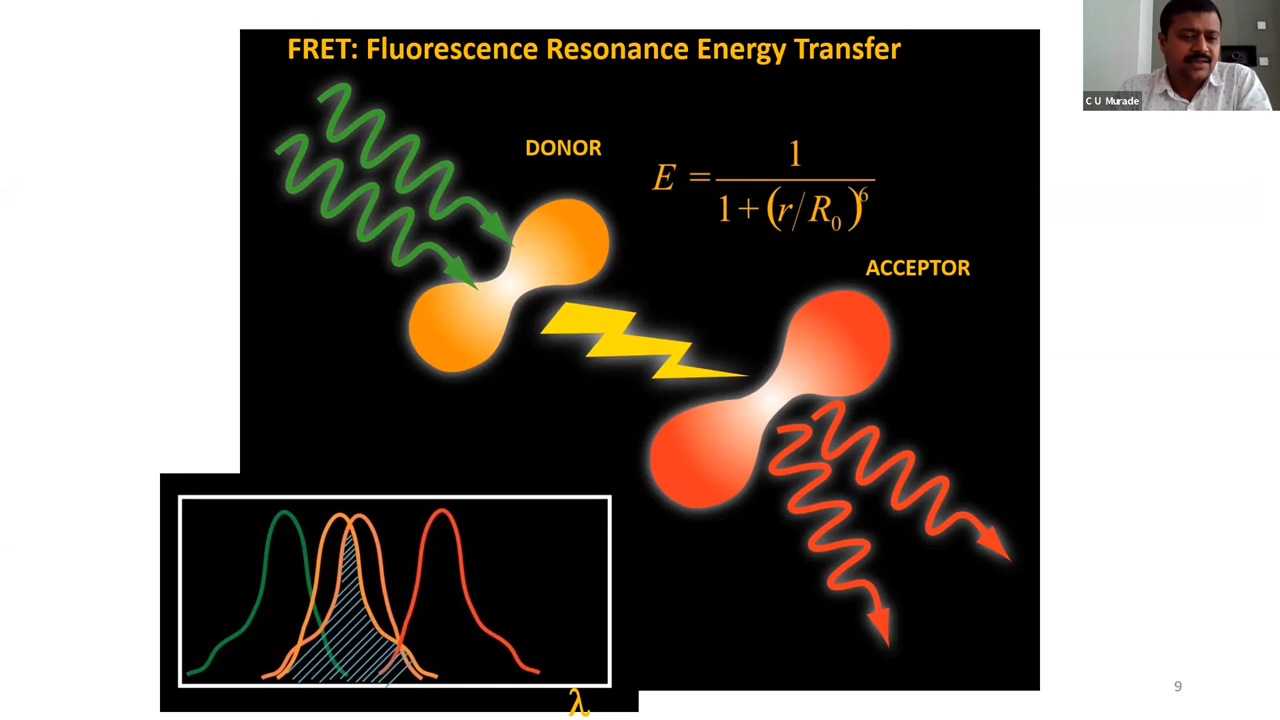 FRET: Fluorescence Resonance Energy Transfer
C U Murade
DONOR
E = 1 / 1 + (r/R₀)⁶
ACCEPTOR
λ
9